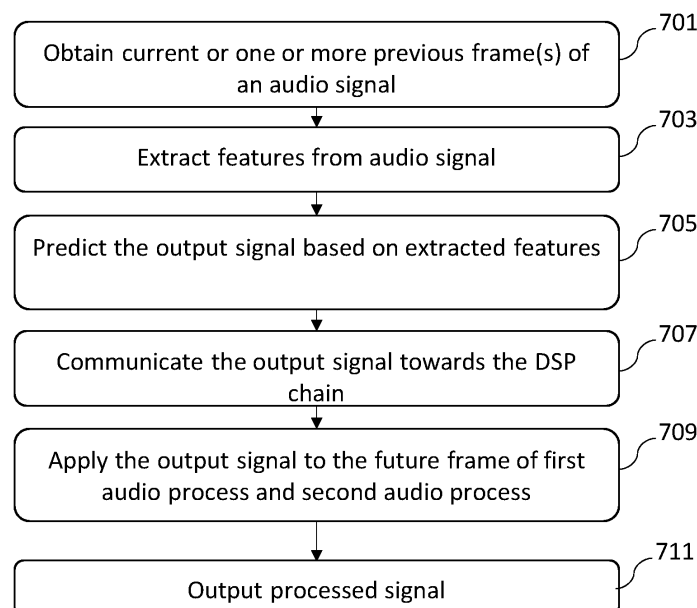 701
Obtain current or one or more previous frame(s) of
an audio signal
703
Extract features from audio signal
705
Predict the output signal based on extracted features
707
Communicate the output signal towards the DSP
chain
709
Apply the output signal to the future frame of first
audio process and second audio process
711
Output processed signal